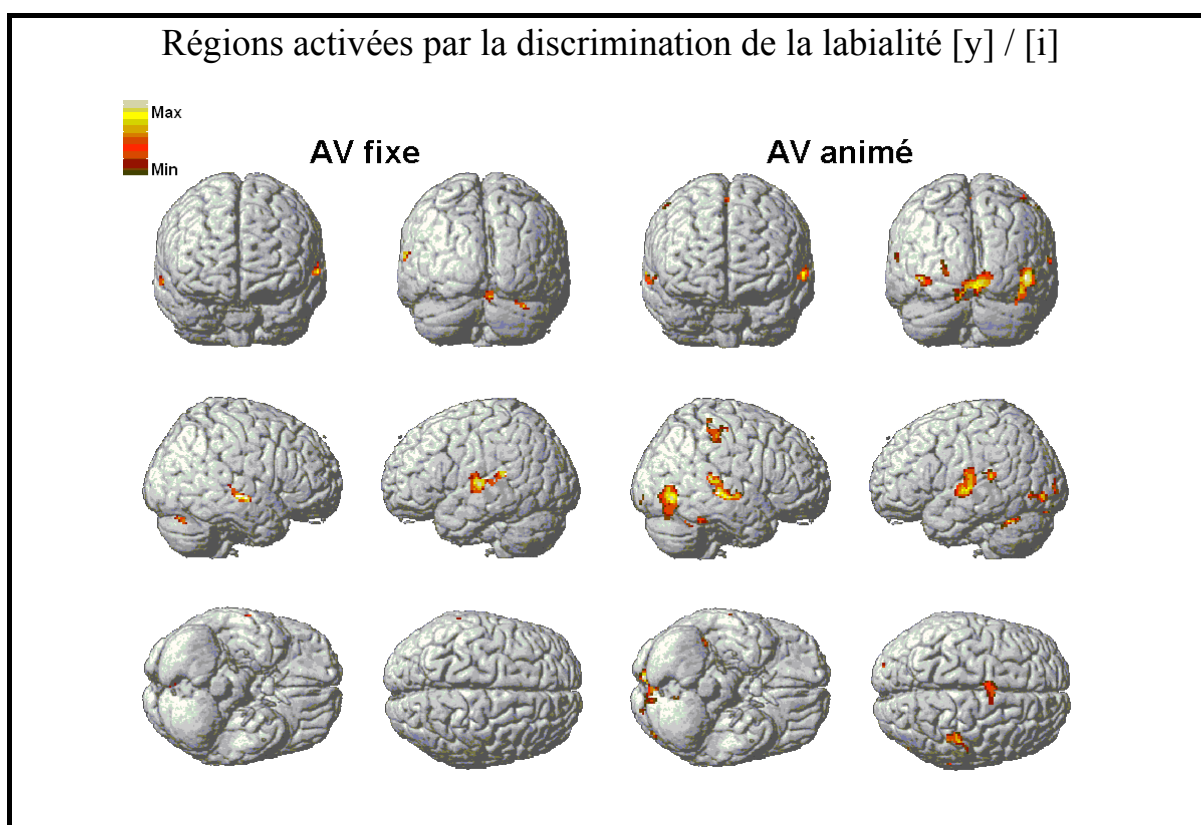 Régions activées par la discrimination de la labialité [y] / [i]
Max
Min
AV fixe
AV animé